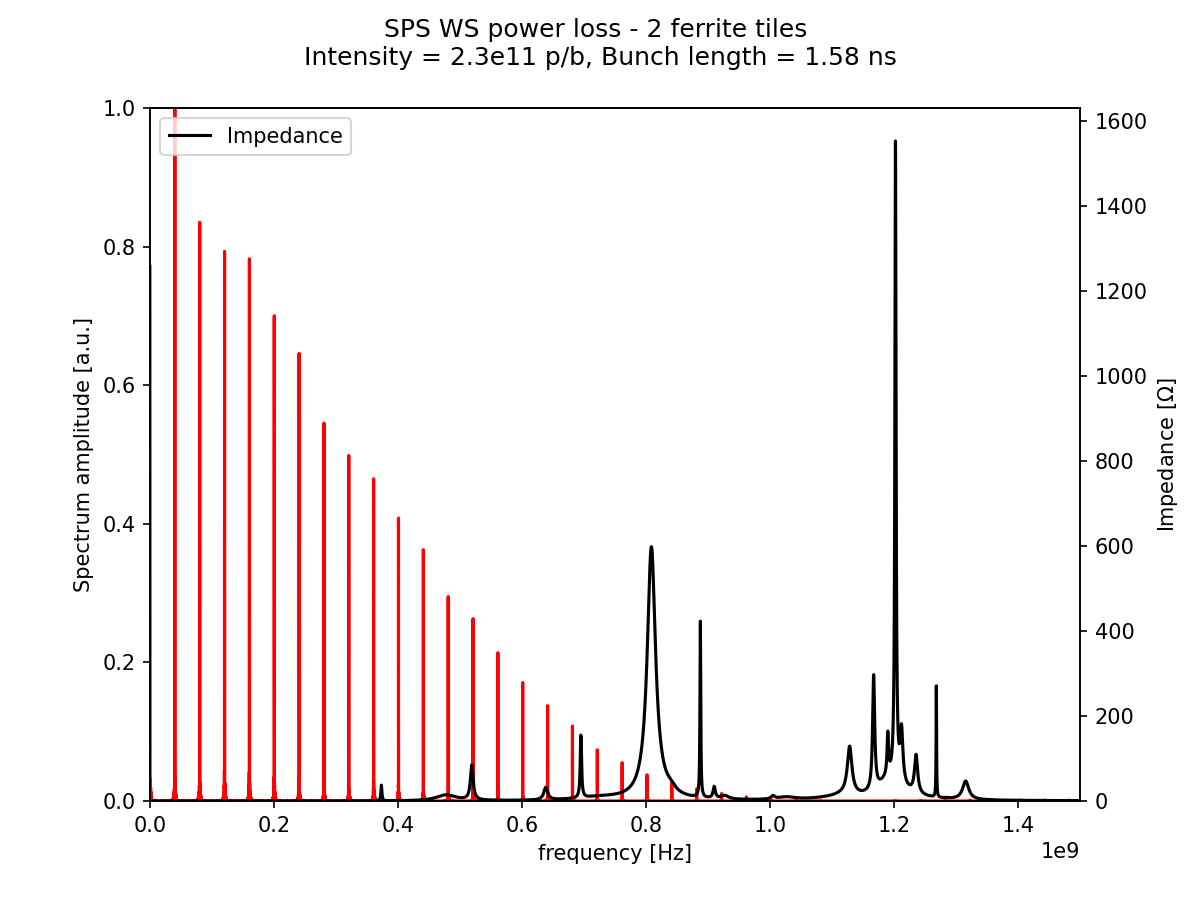 SPS WS power loss - 2 ferrite tiles
Intensity = 2.3e11 p/b, Bunch length = 1.58 ns
Impedance
1.0
0.8
0.6
0.4
0.2
0.0
Spectrum amplitude [a.u.]
1600
1400
1200
1000
800
600
400
200
0
Impedance [Ω]
0.0 0.2 0.4 0.6 0.8 1.0 1.2 1.4
1e9
frequency [Hz]